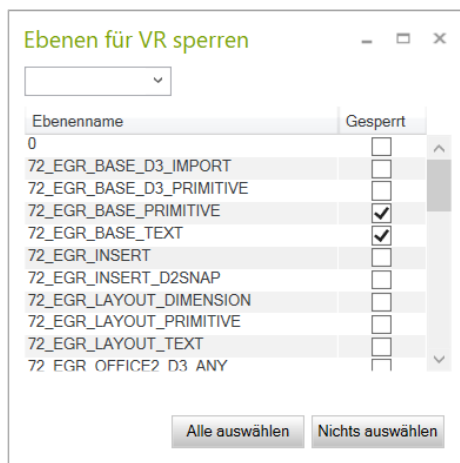 Ebenen für VR sperren
Ebenenname Gesperrt
0
72_EGR_BASE_D3_IMPORT
72_EGR_BASE_D3_PRIMITIVE
72_EGR_BASE_PRIMITIVE
72_EGR_BASE_TEXT
72_EGR_INSERT
72_EGR_INSERT_D2SNAP
72_EGR_LAYOUT_DIMENSION
72_EGR_LAYOUT_PRIMITIVE
72_EGR_LAYOUT_TEXT
72_EGR_OFFICE2_D3_ANY
Alle auswählen Nichts auswählen